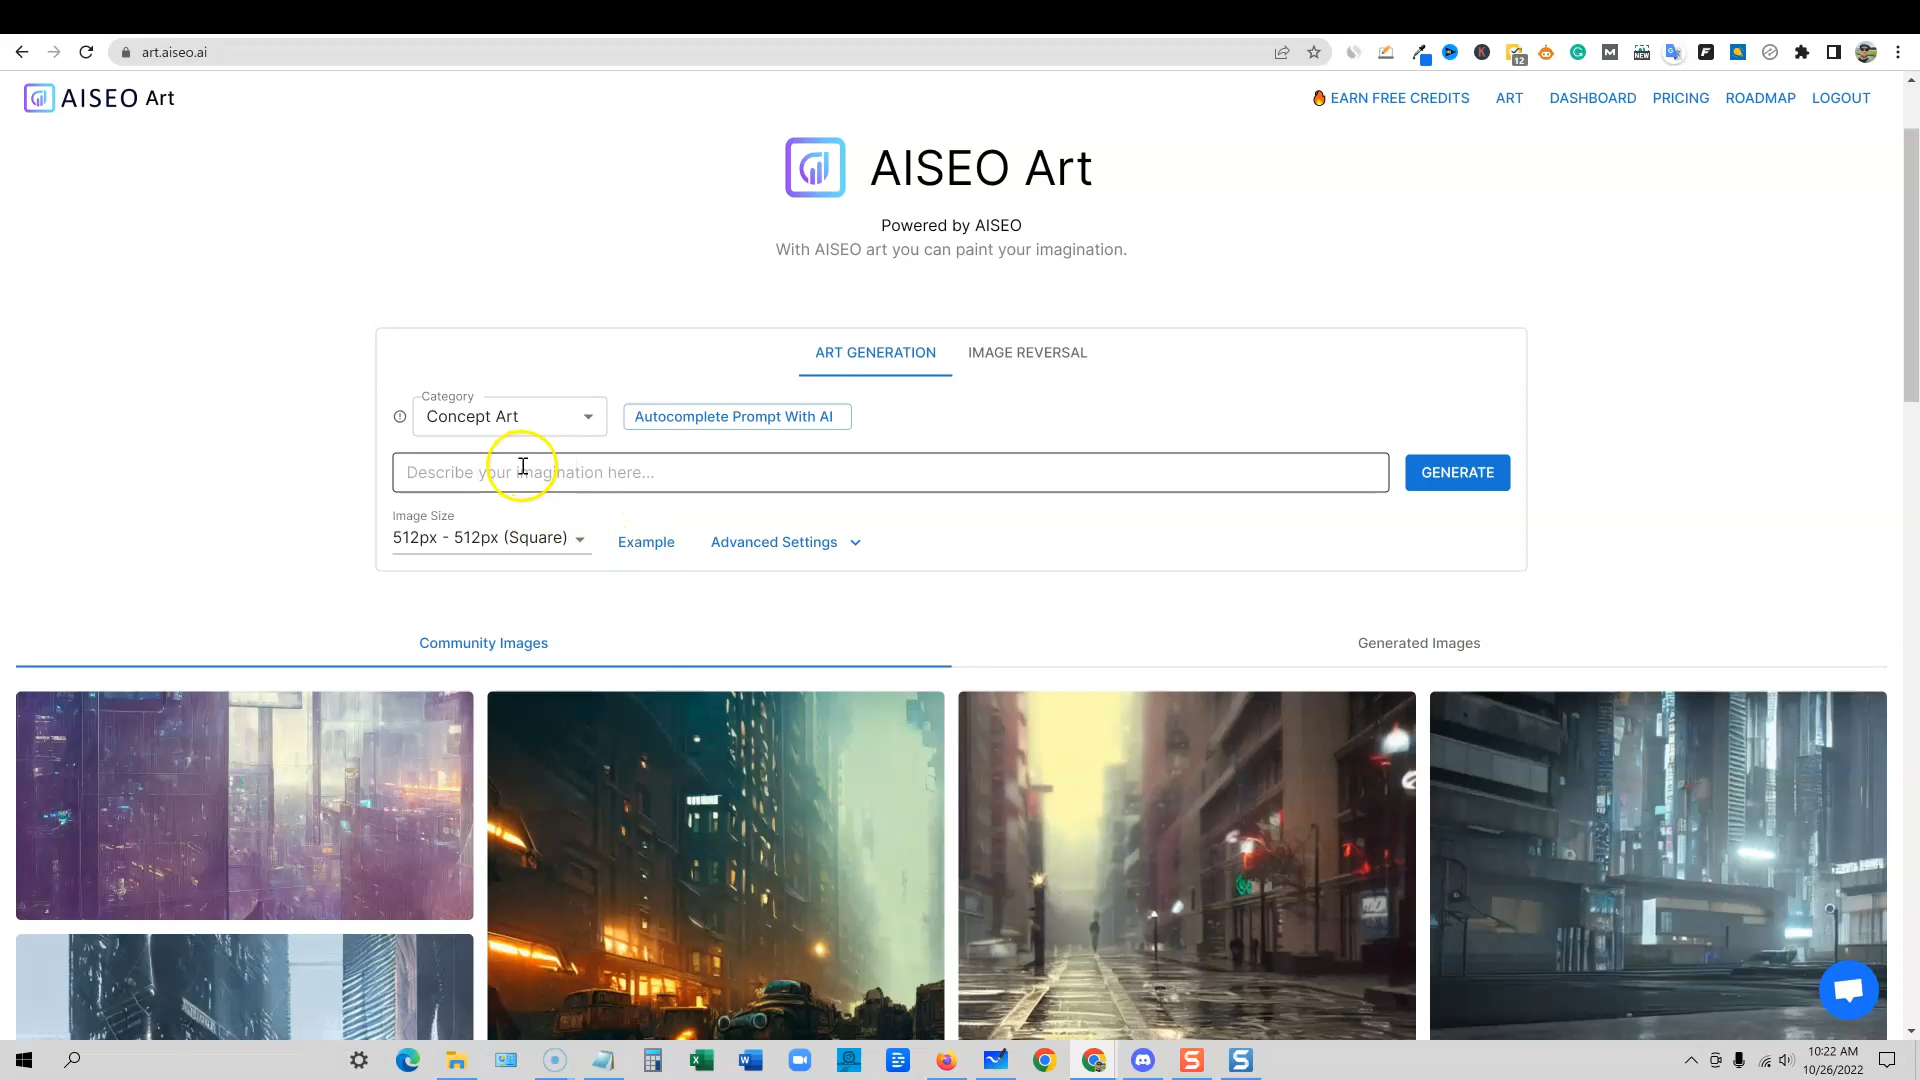 art.aiseo.ai
12
NEW
AISEO Art
EARN FREE CREDITS
ART
DASHBOARD
PRICING
ROADMAP
LOGOUT
AISEO Art
Powered by AISEO
With AISEO art you can paint your imagination.
ART GENERATION
IMAGE REVERSAL
Category
Concept Art
Autocomplete Prompt With AI
Describe your imagination here...
GENERATE
Image Size
512px - 512px (Square)
Example
Advanced Settings
Community Images
Generated Images
10:22 AM
10/26/2022